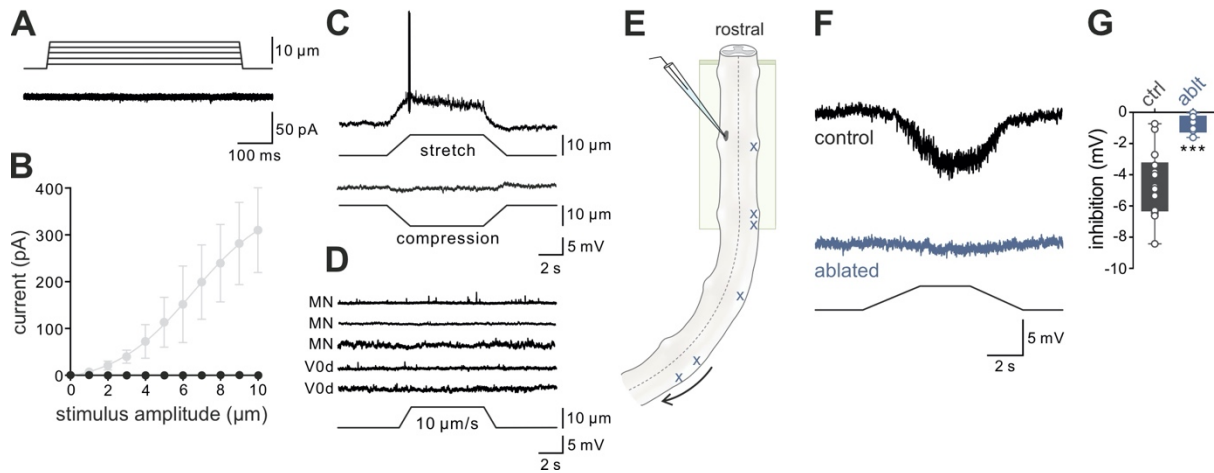 A
10 µm
50 pA
100 ms
B
400
300
200
100
0
current (pA)
0 2 4 6 8 10
stimulus amplitude (µm)
C
stretch
10 µm
compression
10 µm
5 mV
2 s
D
MN
MN
MN
V0d
V0d
10 µm/s
10 µm
5 mV
2 s
E
rostral
x
x
x
x
x
x
F
control
ablated
5 mV
2 s
G
ctrl
ablt
0
-2
-4
-6
-8
-10
inhibition (mV)
***